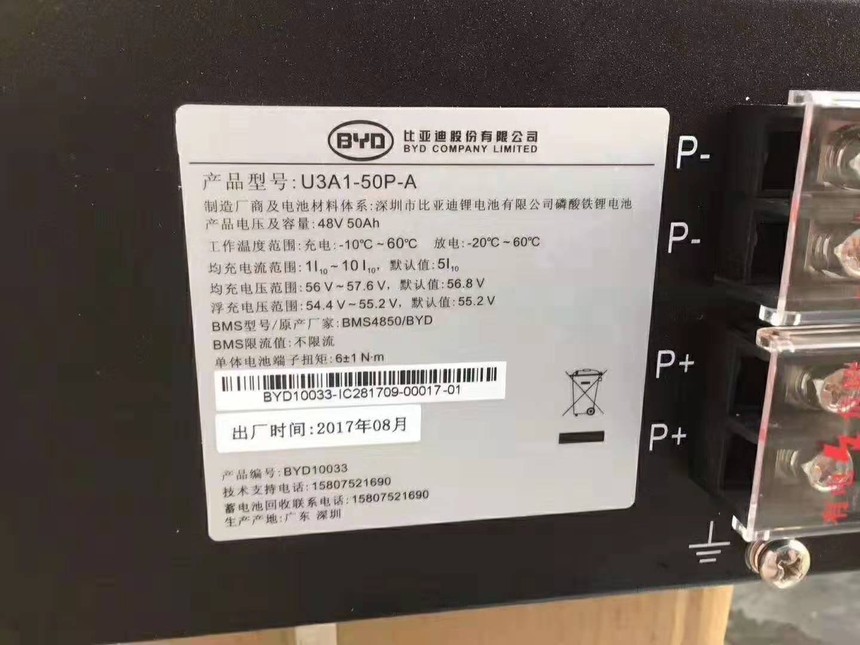 BYD 比亚迪股份有限公司
BYD COMPANY LIMITED
产品型号:U3A1-50P-A
制造厂商及电池材料体系:深圳市比亚迪锂电池有限公司磷酸铁锂电池
产品电压及容量:48V 50Ah
工作温度范围:充电:-10℃~60℃ 放电:-20℃~60℃
均充电流范围:1I₁₀~10 I₁₀, 默认值:5I₁₀
均充电压范围:56 V~57.6 V, 默认值:56.8 V
浮充电压范围:54.4 V~55.2 V, 默认值:55.2 V
BMS型号/原产厂家:BMS4850/BYD
BMS限流值:不限流
单体电池端子扭矩:6±1 N·m
BYD10033-IC281709-00017-01
出厂时间:2017年08月
产品编号:BYD10033
技术支持电话:15807521690
蓄电池回收联系电话:15807521690
生产产地:广东 深圳
P-
P-
P+
P+